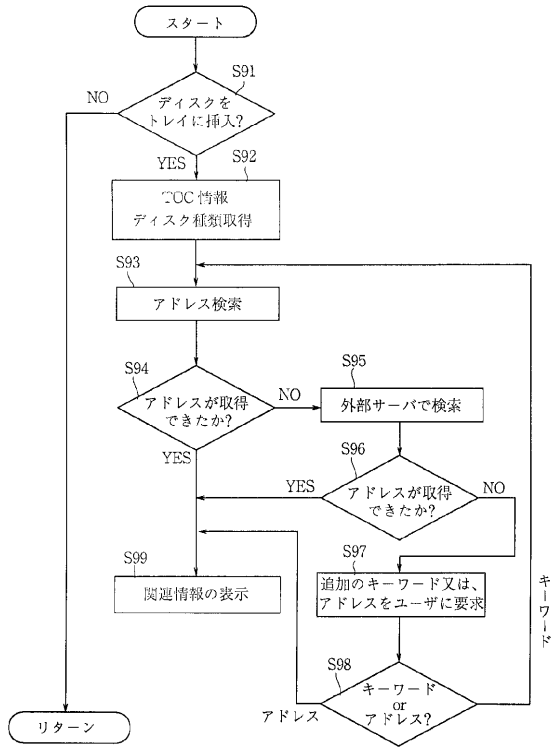 スタート
S91
NO
ディスクを
トレイに挿入?
YES
S92
TOC情報
ディスク種類取得
S93
アドレス検索
S94
アドレスが取得
できたか?
NO
YES
S95
外部サーバで検索
S96
アドレスが取得
できたか?
YES
NO
S97
追加のキーワード又は、
アドレスをユーザに要求
S99
関連情報の表示
S98
キーワード
or
アドレス?
アドレス
キーワード
リターン